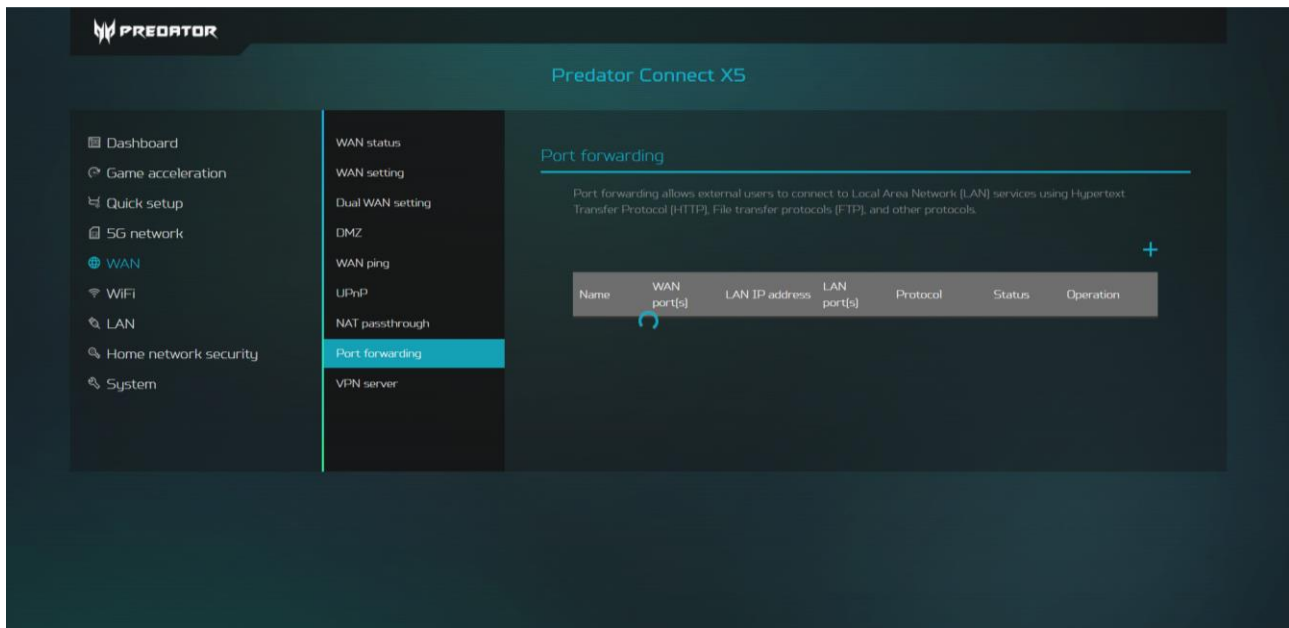 PREDATOR
Predator Connect X5
Dashboard
Game acceleration
Quick setup
5G network
WAN
WiFi
LAN
Home network security
System
WAN status
WAN setting
Dual WAN setting
DMZ
WAN ping
UPnP
NAT passthrough
Port forwarding
VPN server
Port forwarding
Port forwarding allows external users to connect to Local Area Network [LAN] services using Hypertext
Transfer Protocol [HTTP], File transfer protocols [FTP], and other protocols.
+
Name WAN port[s] LAN IP address LAN port[s] Protocol Status Operation